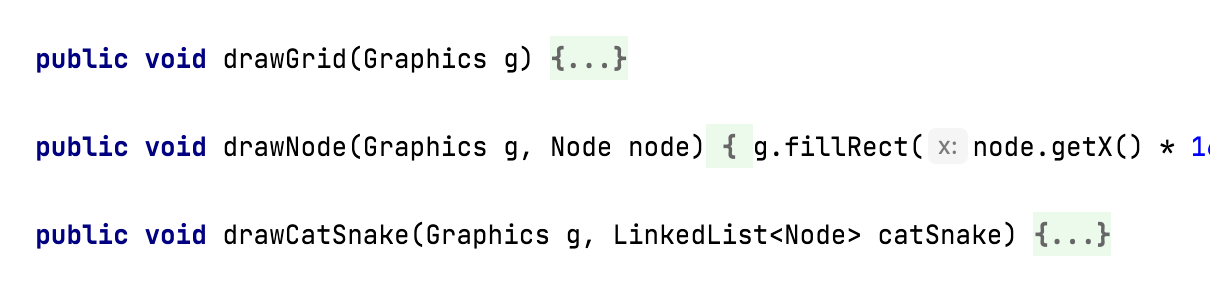 public void drawGrid(Graphics g) {...}
public void drawNode(Graphics g, Node node) { g.fillRect( x: node.getX() * 1
public void drawCatSnake(Graphics g, LinkedList<Node> catSnake) {...}